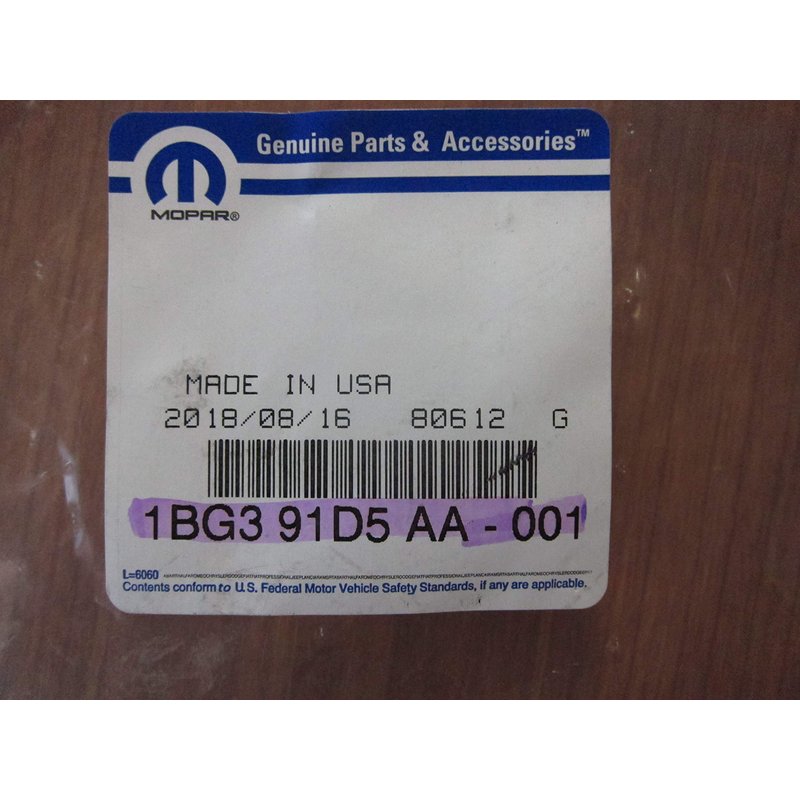 Genuine Parts & Accessories™
MOPAR®
MADE IN USA
2018/08/16 80612 G
1BG3 91D5 AA - 001
L=6060
Contents conform to U.S. Federal Motor Vehicle Safety Standards, if any are applicable.